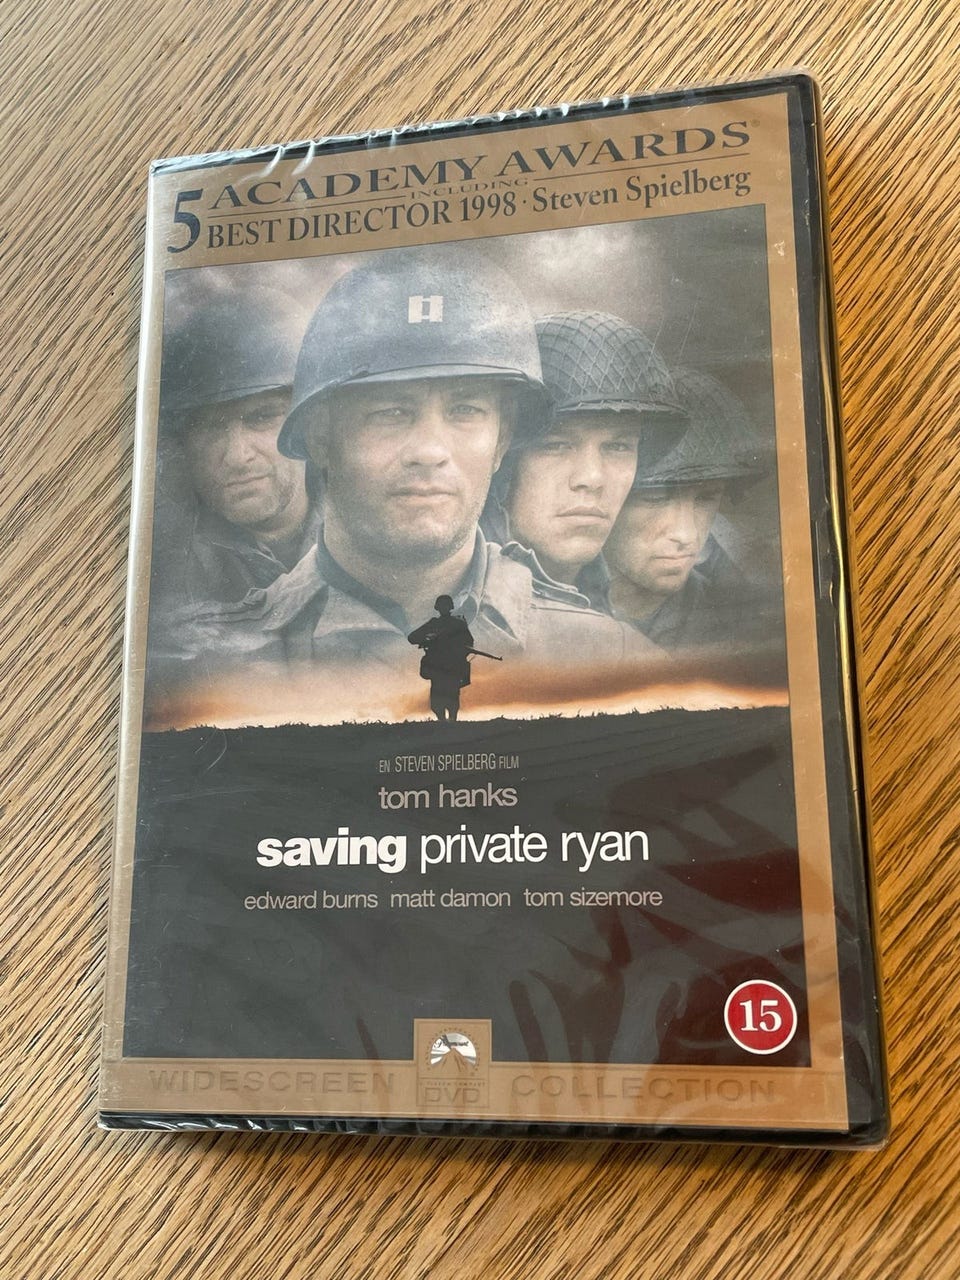 5 ACADEMY AWARDS®
INCLUDING
BEST DIRECTOR 1998 · Steven Spielberg
EN STEVEN SPIELBERG FILM
tom hanks
saving private ryan
edward burns matt damon tom sizemore
15
Paramount
WIDESCREEN COLLECTION
DVD